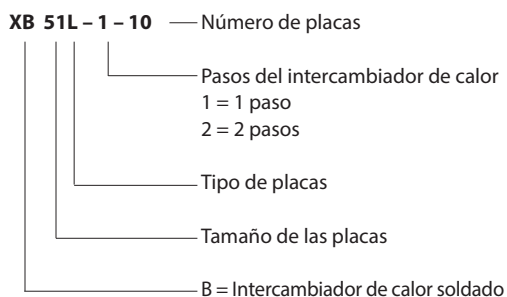 XB 51L – 1 – 10 Número de placas
Pasos del intercambiador de calor
1 = 1 paso
2 = 2 pasos
Tipo de placas
Tamaño de las placas
B = Intercambiador de calor soldado